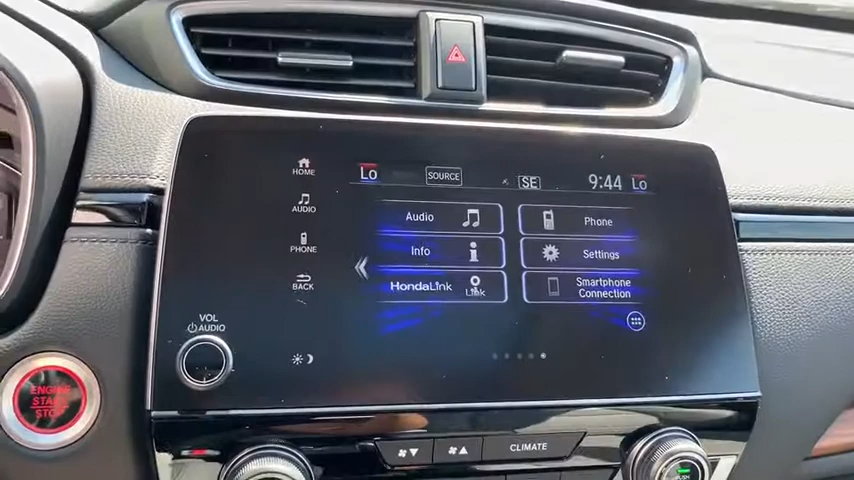 HOME
Lo
SOURCE
SE
9:44
Lo
AUDIO
Audio
Phone
PHONE
Info
Settings
BACK
HondaLink
Link
Smartphone
Connection
VOL
AUDIO
ENGINE
START
STOP
CLIMATE
PUSH